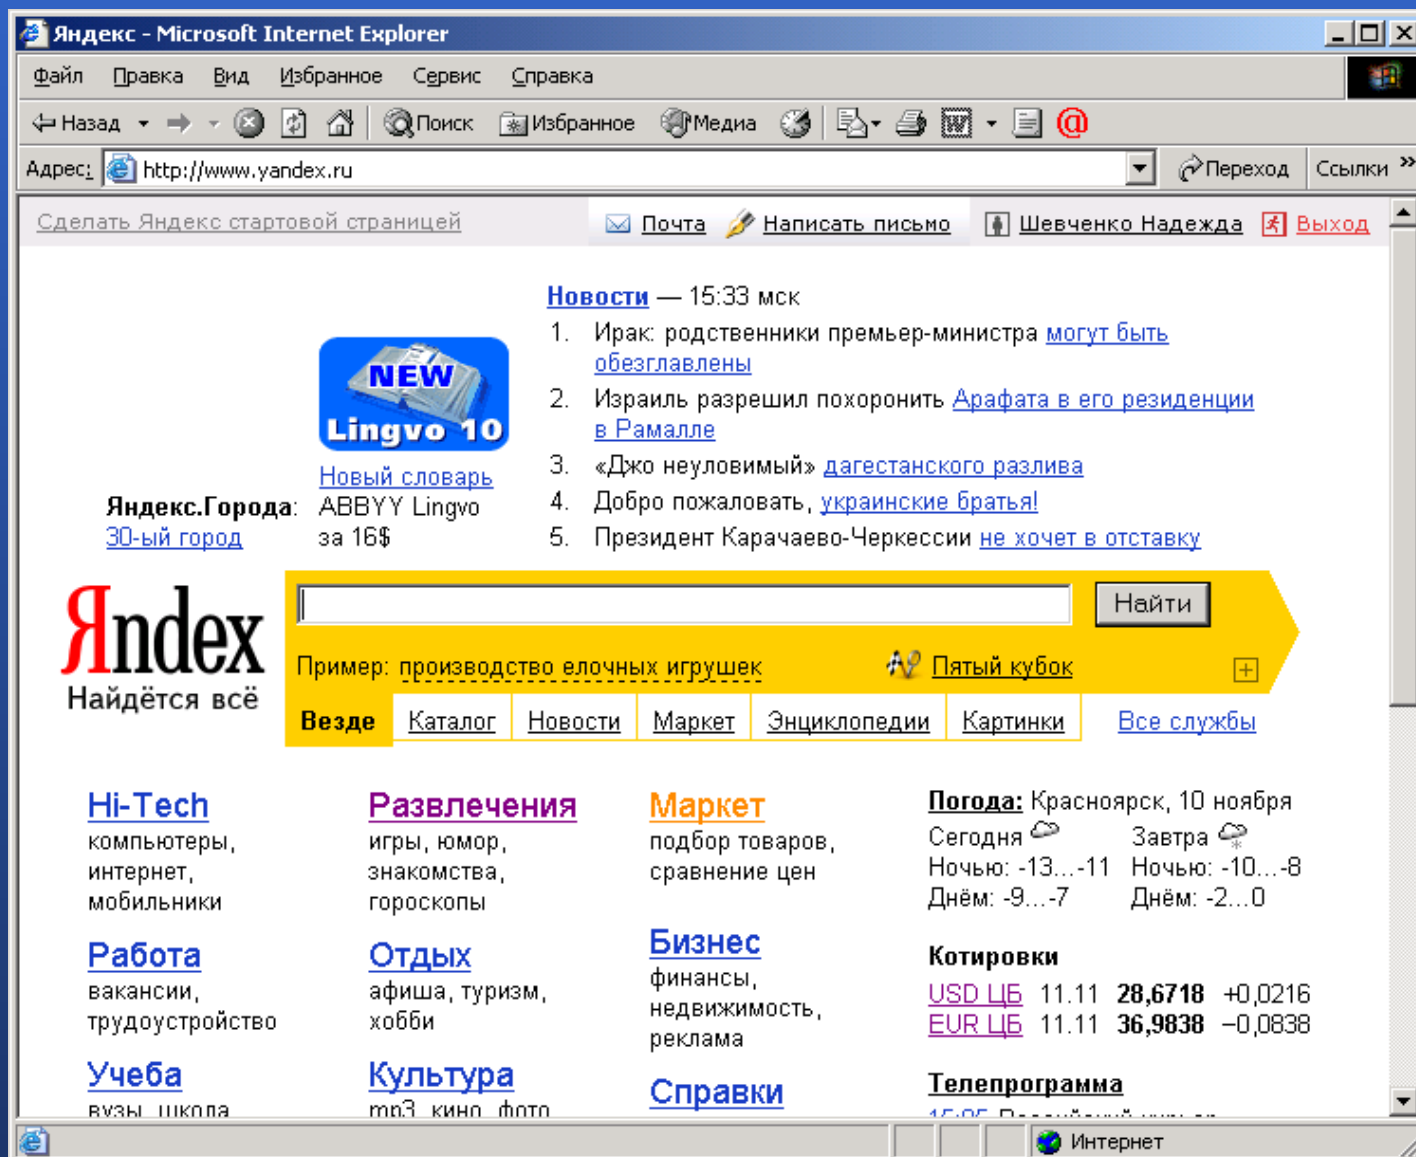 Яндекс - Microsoft Internet Explorer
Файл Правка Вид Избранное Сервис Справка
Назад Поиск Избранное Медиа
Адрес: http://www.yandex.ru Переход Ссылки »
Сделать Яндекс стартовой страницей Почта Написать письмо Шевченко Надежда Выход
Новости — 15:33 мск
1. Ирак: родственники премьер-министра могут быть
обезглавлены
2. Израиль разрешил похоронить Арафата в его резиденции
в Рамалле
3. «Джо неуловимый» дагестанского разлива
4. Добро пожаловать, украинские братья!
5. Президент Карачаево-Черкессии не хочет в отставку
NEW
Lingvo 10
Новый словарь
ABBYY Lingvo
за 16$
Яндекс.Города:
30-ый город
Яndex
Найдётся всё
Найти
Пример: производство елочных игрушек Пятый кубок
Везде Каталог Новости Маркет Энциклопедии Картинки Все службы
Hi-Tech
компьютеры,
интернет,
мобильники
Работа
вакансии,
трудоустройство
Учеба
вузы, школа
Развлечения
игры, юмор,
знакомства,
гороскопы
Отдых
афиша, туризм,
хобби
Культура
mp3, кино, фото
Маркет
подбор товаров,
сравнение цен
Бизнес
финансы,
недвижимость,
реклама
Справки
Погода: Красноярск, 10 ноября
Сегодня Завтра
Ночью: -13...-11 Ночью: -10...-8
Днём: -9...-7 Днём: -2...0
Котировки
USD ЦБ 11.11 28,6718 +0,0216
EUR ЦБ 11.11 36,9838 −0,0838
Телепрограмма
Интернет